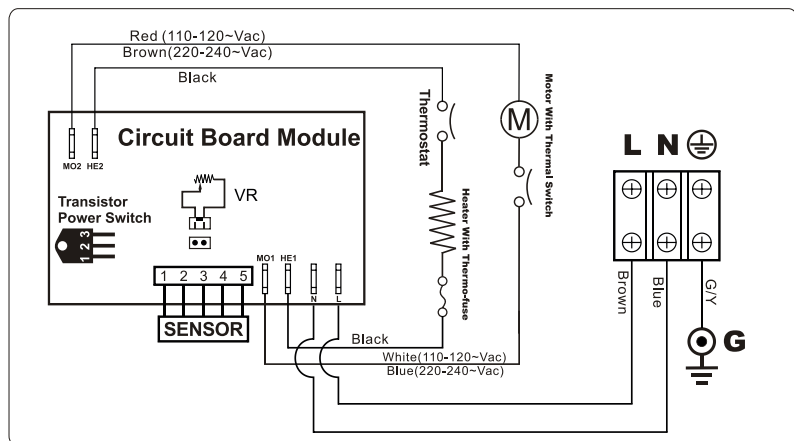 Red (110-120~Vac)
Brown(220-240~Vac)
Black
Thermostat
Motor With Thermal Switch
M
Heater With Thermo-fuse
Circuit Board Module
MO2 HE2
VR
Transistor
Power Switch
1 2 3
MO1 HE1
N L
1 2 3 4 5
SENSOR
Black
White(110-120~Vac)
Blue(220-240~Vac)
L N
Brown
Blue
G/Y
G